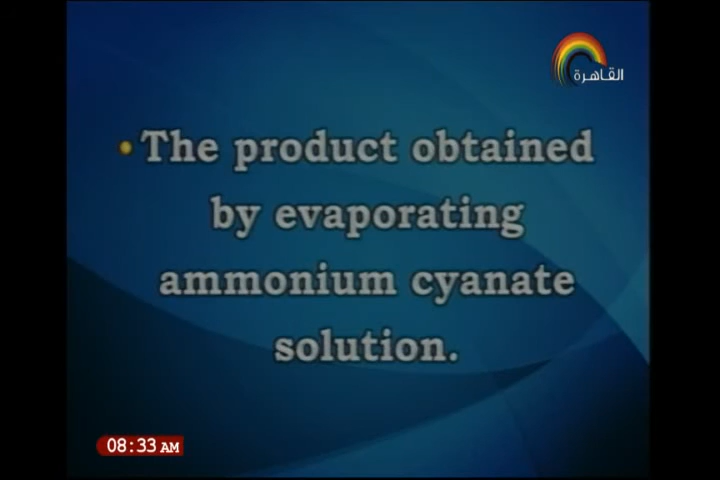 القاهرة
• The product obtained
by evaporating
ammonium cyanate
solution.
08:33 AM